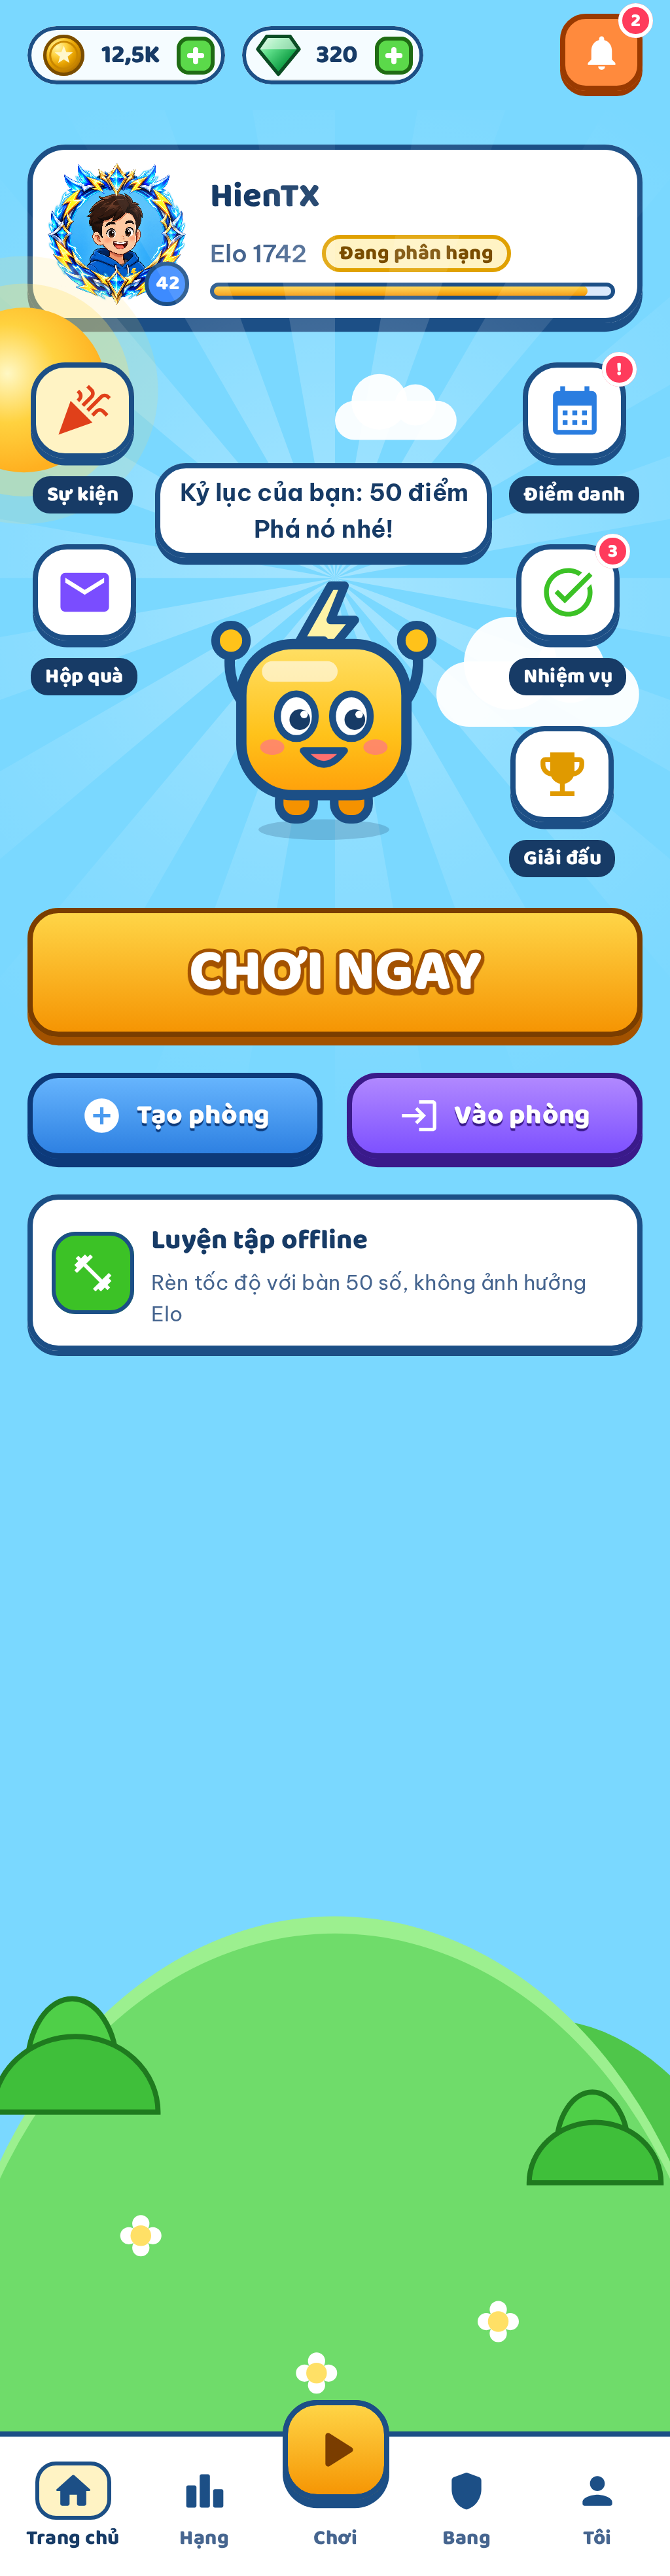 12,5K
320
2
HienTX
Elo 1742
Đang phân hạng
42
!
Sự kiện
Điểm danh
Kỷ lục của bạn: 50 điểm
Phá nó nhé!
3
Hộp quà
Nhiệm vụ
Giải đấu
CHƠI NGAY
Tạo phòng
Vào phòng
Luyện tập offline
Rèn tốc độ với bàn 50 số, không ảnh hưởng
Elo
Trang chủ
Hạng
Chơi
Bang
Tôi